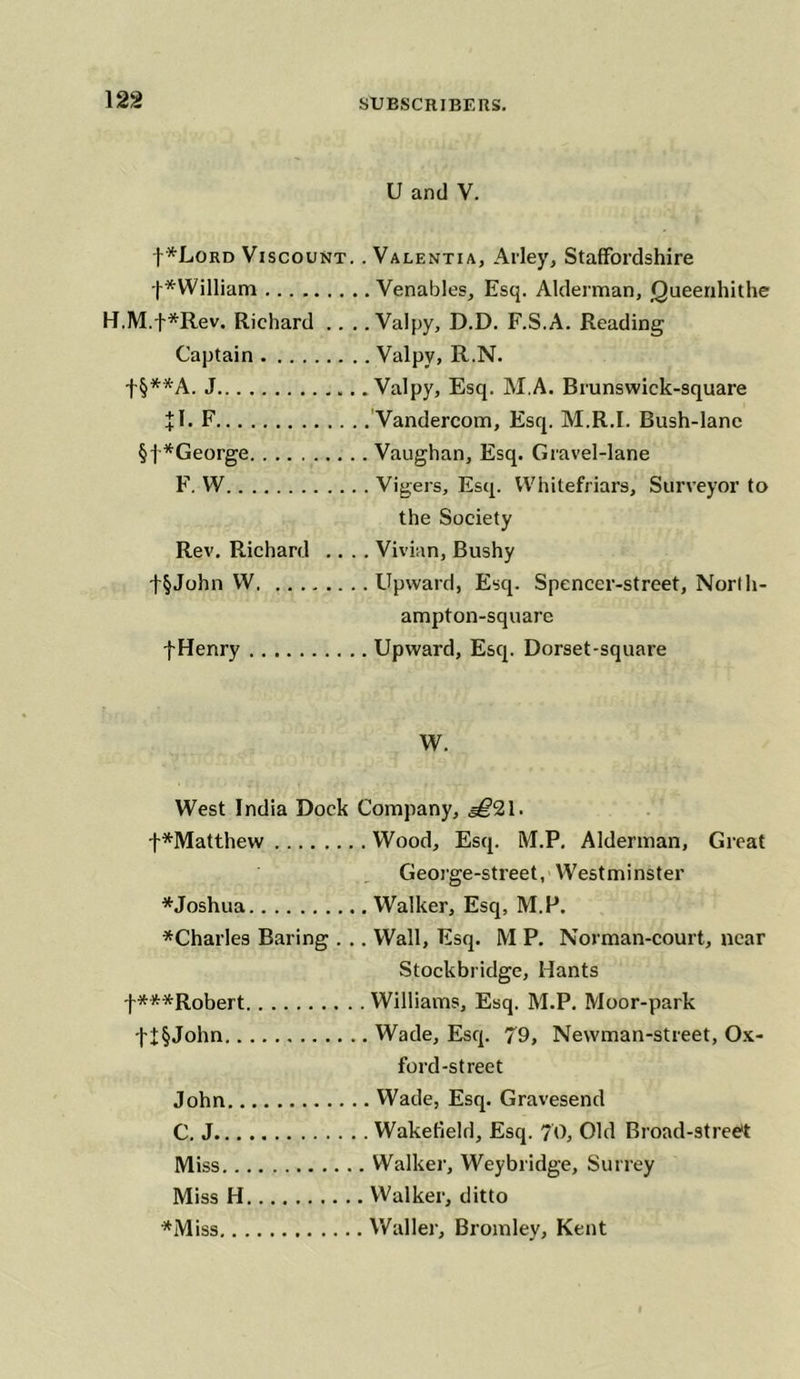 122 SUBSCRIBERS.
U and V.
†*LORD VISCOUNT. . VALENTIA, Arley, Staffordshire
†*William . . . . . . . . . Venables, Esq. Alderman, Queenhithe
H.M.†*Rev. Richard . . . . Valpy, D.D. F.S.A. Reading
Captain . . . . . . . . . Valpy, R.N.
†§**A. J. . . . . . . . . . . . . Valpy, Esq. M.A. Brunswick-square
‡I. F. . . . . . . . . . . . . . Vandercom, Esq. M.R.I. Bush-lane
§†*George. . . . . . . . . . . Vaughan, Esq. Gravel-lane
F. W. . . . . . . . . . . . . Vigers, Esq. Whitefriars, Surveyor to
the Society
Rev. Richard . . . . Vivian, Bushy
†§John W. . . . . . . . . Upward, Esq. Spencer-street, North-
ampton-square
†Henry . . . . . . . . . . . Upward, Esq. Dorset-square
W.
West India Dock Company, £21.
†*Matthew . . . . . . . . Wood, Esq. M.P. Alderman, Great
George-street, Westminster
*Joshua. . . . . . . . . . . Walker, Esq, M.P.
*Charles Baring . . . Wall, Esq. M P. Norman-court, near
Stockbridge, Hants
†***Robert. . . . . . . . . . . Williams, Esq. M.P. Moor-park
†‡§John. . . . . . . . . . . . . Wade, Esq. 79, Newman-street, Ox-
ford-street
John. . . . . . . . . . . . . Wade, Esq. Gravesend
C. J. . . . . . . . . . . . . . Wakefield, Esq. 70, Old Broad-street
Miss. . . . . . . . . . . . . Walker, Weybridge, Surrey
Miss H. . . . . . . . . . . Walker, ditto
*Miss. . . . . . . . . . . . . Waller, Bromley, Kent